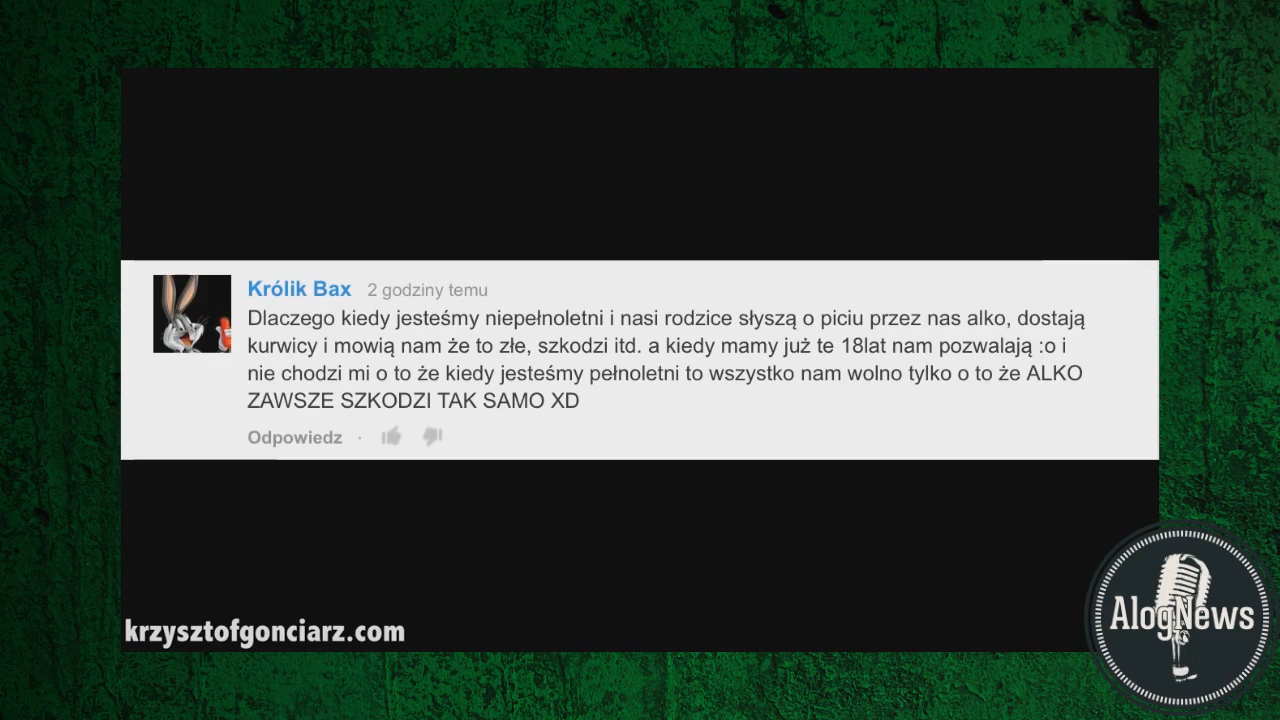 Królik Bax 2 godziny temu
Dlaczego kiedy jesteśmy niepełnoletni i nasi rodzice słyszą o piciu przez nas alko, dostają
kurwicy i mowią nam że to złe, szkodzi itd. a kiedy mamy już te 18lat nam pozwalają :o i
nie chodzi mi o to że kiedy jesteśmy pełnoletni to wszystko nam wolno tylko o to że ALKO
ZAWSZE SZKODZI TAK SAMO XD
Odpowiedz ·
krzysztofgonciarz.com
AlogNews